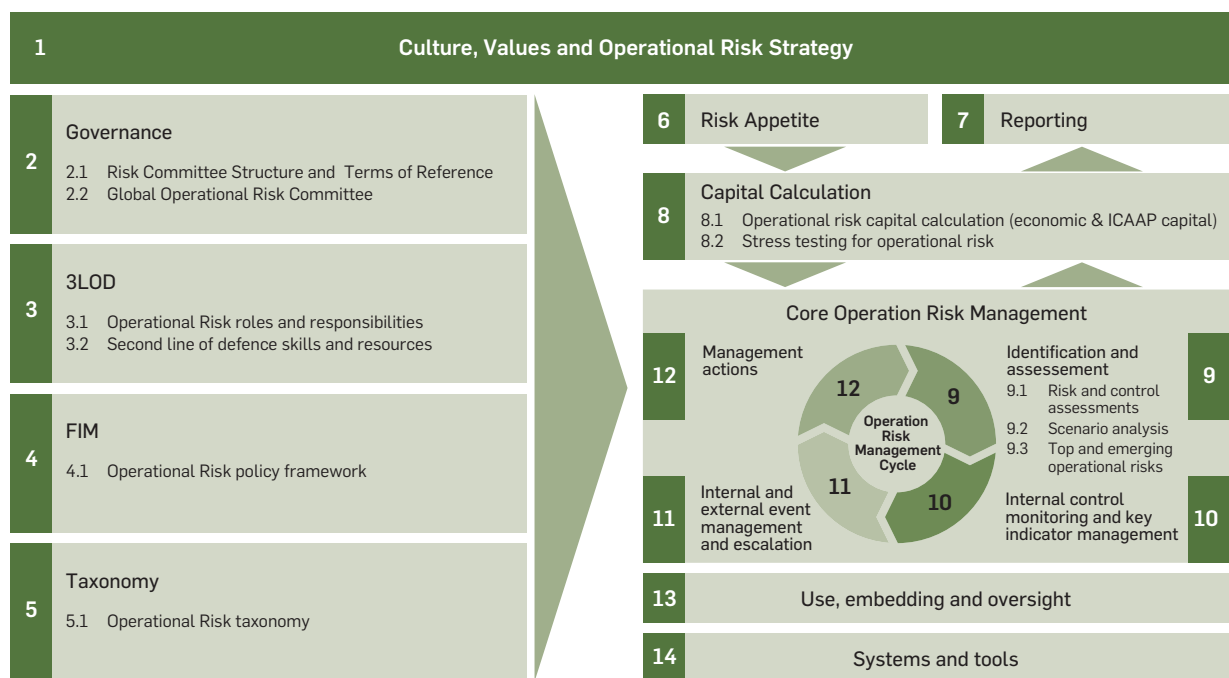 1 Culture, Values and Operational Risk Strategy
2
Governance
2.1 Risk Committee Structure and Terms of Reference
2.2 Global Operational Risk Committee
3
3LOD
3.1 Operational Risk roles and responsibilities
3.2 Second line of defence skills and resources
4
FIM
4.1 Operational Risk policy framework
5
Taxonomy
5.1 Operational Risk taxonomy
6 Risk Appetite
7 Reporting
8
Capital Calculation
8.1 Operational risk capital calculation (economic & ICAAP capital)
8.2 Stress testing for operational risk
Core Operation Risk Management
12
Management
actions
12
9
Operation
Risk
Management
Cycle
11
10
Identification and
assessement
9.1 Risk and control
assessments
9.2 Scenario analysis
9.3 Top and emerging
operational risks
9
11
Internal and
external event
management
and escalation
Internal control
monitoring and key
indicator management
10
13 Use, embedding and oversight
14 Systems and tools